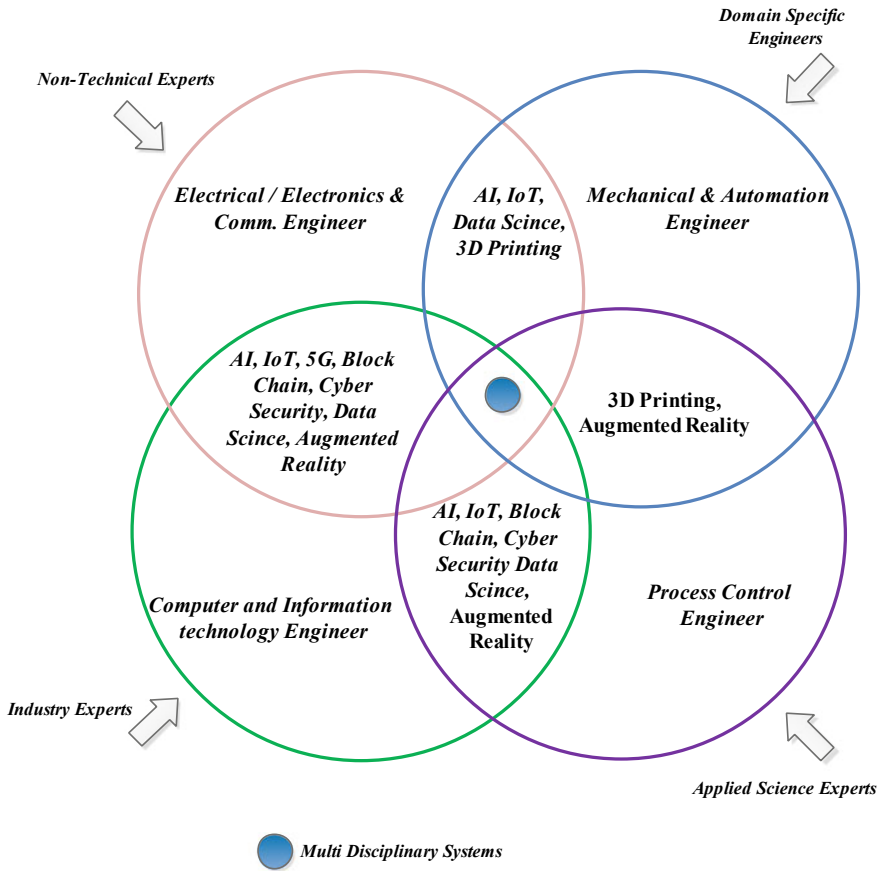 Domain Specific
Engineers
Non-Technical Experts
Electrical / Electronics &
Comm. Engineer
AI, IoT,
Data Scince,
3D Printing
Mechanical & Automation
Engineer
AI, IoT, 5G, Block
Chain, Cyber
Security, Data
Scince, Augmented
Reality
3D Printing,
Augmented Reality
AI, IoT, Block
Chain, Cyber
Security Data
Scince,
Augmented
Reality
Computer and Information
technology Engineer
Process Control
Engineer
Industry Experts
Applied Science Experts
Multi Disciplinary Systems